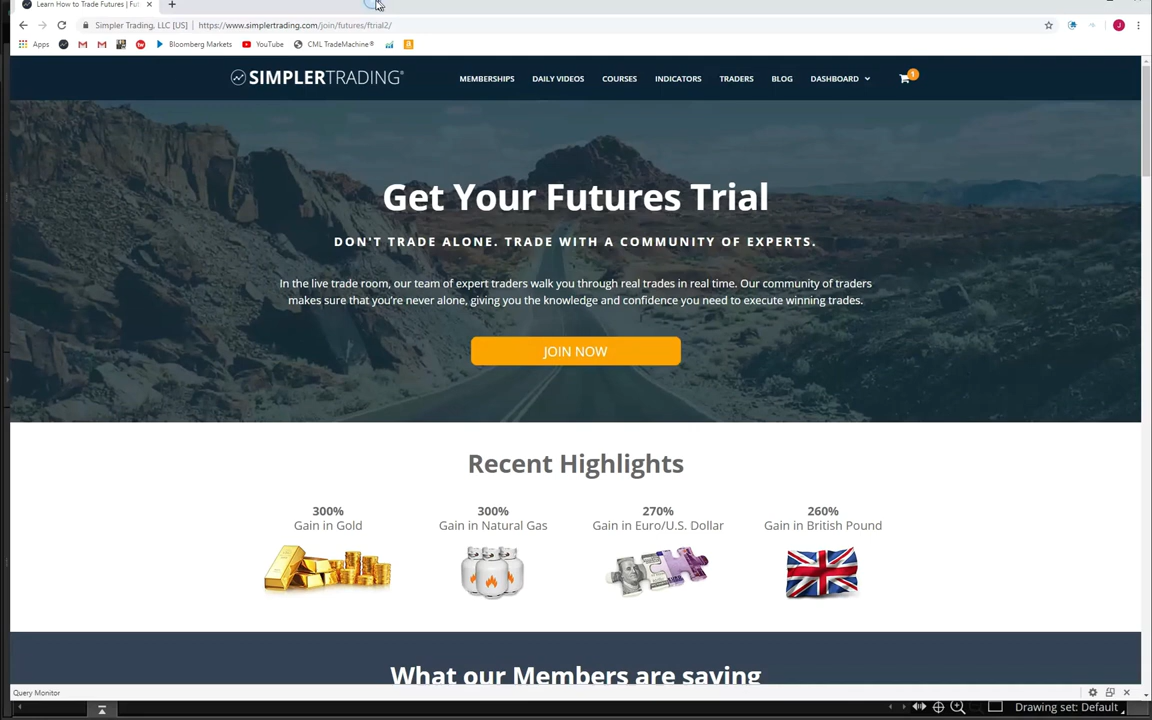 Learn How to Trade Futures | Fut
Simpler Trading, LLC [US] | https://www.simplertrading.com/join/futures/ftrial2/
J
Apps
Bloomberg Markets
YouTube
CML TradeMachine®
SIMPLERTRADING®
MEMBERSHIPS
DAILY VIDEOS
COURSES
INDICATORS
TRADERS
BLOG
DASHBOARD
1
Get Your Futures Trial
DON'T TRADE ALONE. TRADE WITH A COMMUNITY OF EXPERTS.
In the live trade room, our team of expert traders walk you through real trades in real time. Our community of traders
makes sure that you're never alone, giving you the knowledge and confidence you need to execute winning trades.
JOIN NOW
Recent Highlights
300%
Gain in Gold
300%
Gain in Natural Gas
270%
Gain in Euro/U.S. Dollar
260%
Gain in British Pound
What our Members are saying
Query Monitor
Drawing set: Default